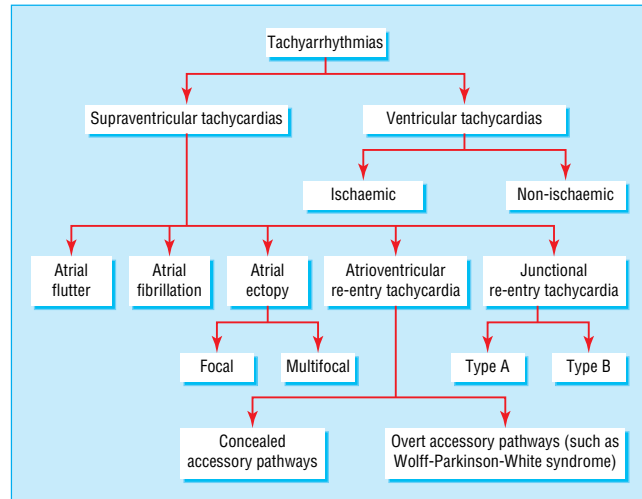 Tachyarrhythmias
Supraventricular tachycardias
Ventricular tachycardias
Ischaemic
Non-ischaemic
Atrial
flutter
Atrial
fibrillation
Atrial
ectopy
Atrioventricular
re-entry tachycardia
Junctional
re-entry tachycardia
Focal
Multifocal
Type A
Type B
Concealed
accessory pathways
Overt accessory pathways (such as
Wolff-Parkinson-White syndrome)